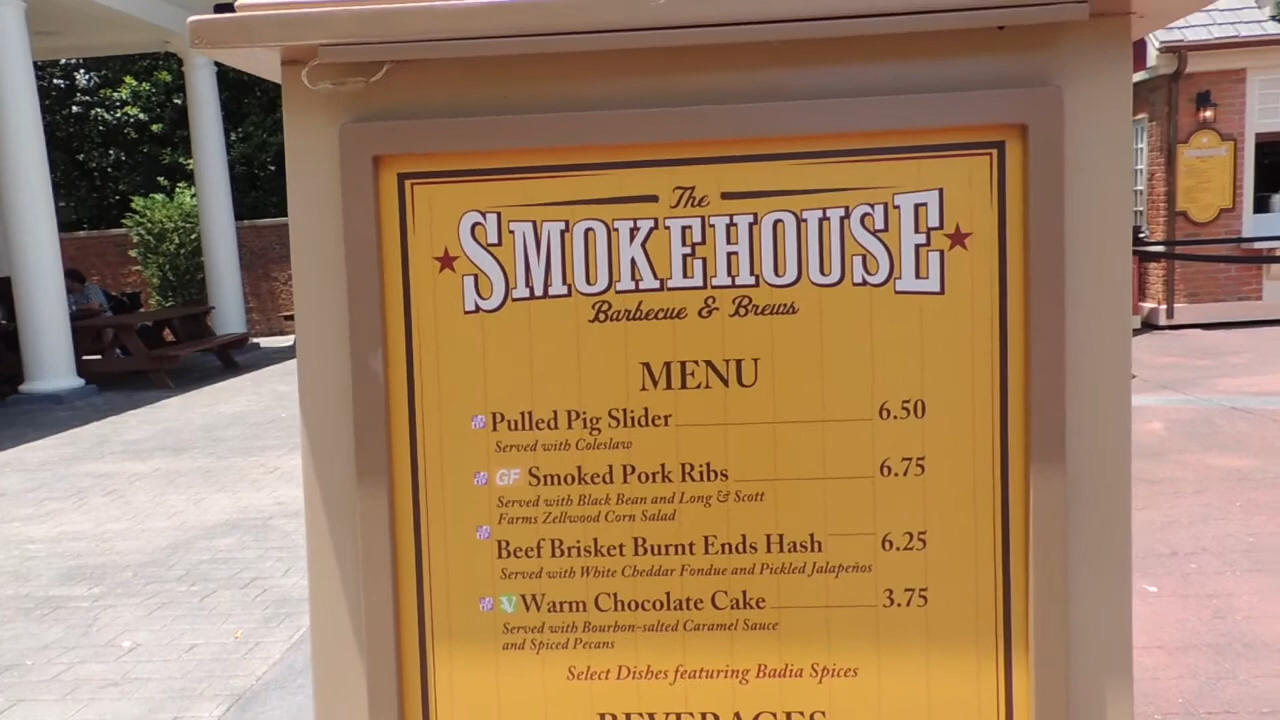 The
SMOKEHOUSE
Barbecue & Brews
MENU
Pulled Pig Slider 6.50
Served with Coleslaw
GF Smoked Pork Ribs 6.75
Served with Black Bean and Long & Scott
Farms Zellwood Corn Salad
Beef Brisket Burnt Ends Hash 6.25
Served with White Cheddar Fondue and Pickled Jalapeños
V Warm Chocolate Cake 3.75
Served with Bourbon-salted Caramel Sauce
and Spiced Pecans
Select Dishes featuring Badia Spices
BEVERAGES